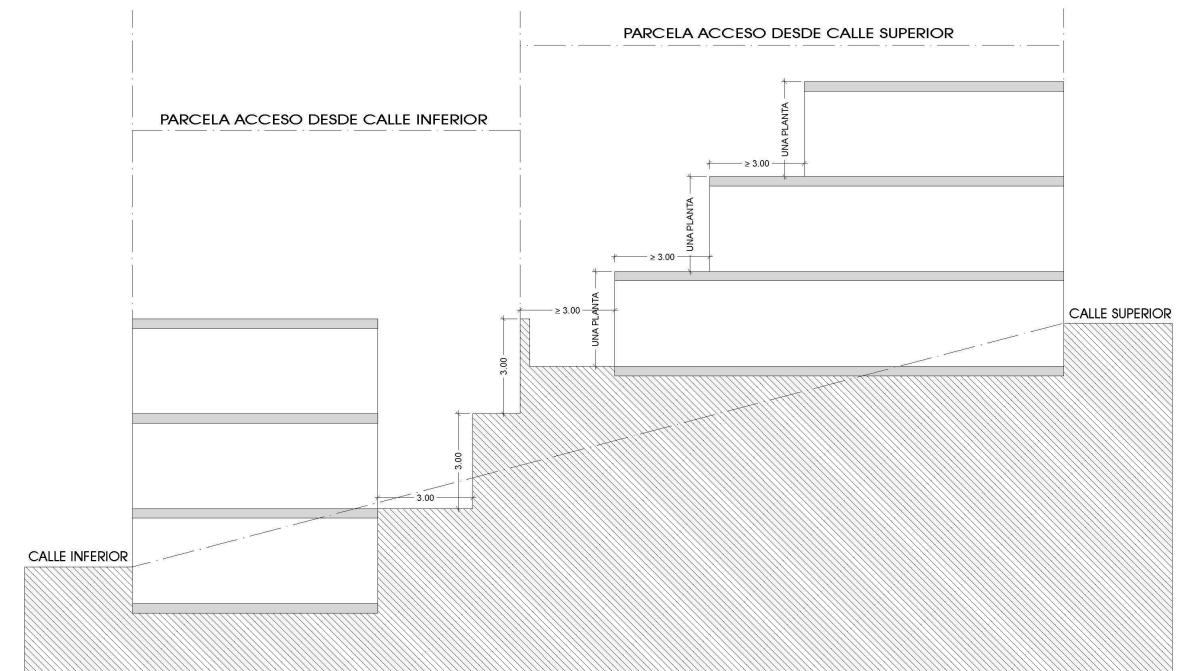 PARCELA ACCESO DESDE CALLE SUPERIOR
PARCELA ACCESO DESDE CALLE INFERIOR
UNA PLANTA
≥ 3.00
UNA PLANTA
≥ 3.00
UNA PLANTA
≥ 3.00
CALLE SUPERIOR
3.00
3.00
3.00
CALLE INFERIOR